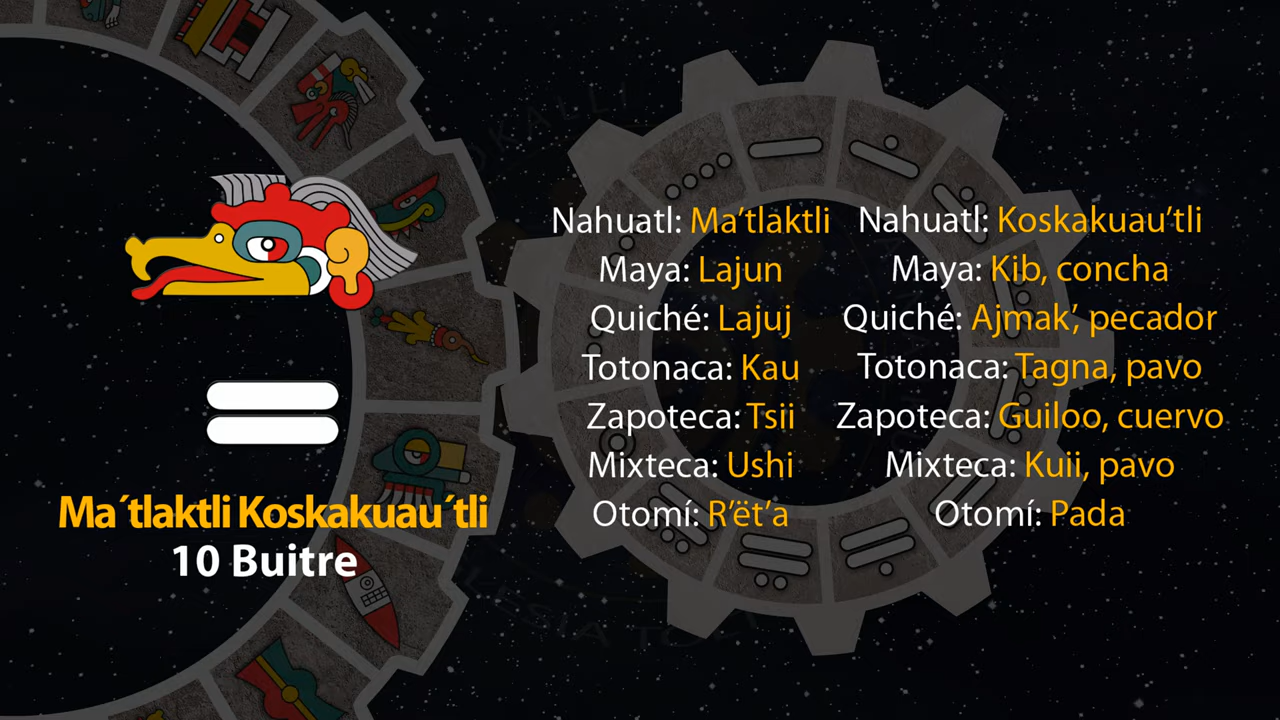 Nahuatl: Ma’tlaktli
Maya: Lajun
Quiché: Lajuj
Totonaca: Kau
Zapoteca: Tsii
Mixteca: Ushi
Otomí: R’ët’a
Nahuatl: Koskakuau’tli
Maya: Kib, concha
Quiché: Ajmak’, pecador
Totonaca: Tagna, pavo
Zapoteca: Guiloo, cuervo
Mixteca: Kuii, pavo
Otomí: Pada
Ma´tlaktli Koskakuau´tli
10 Buitre